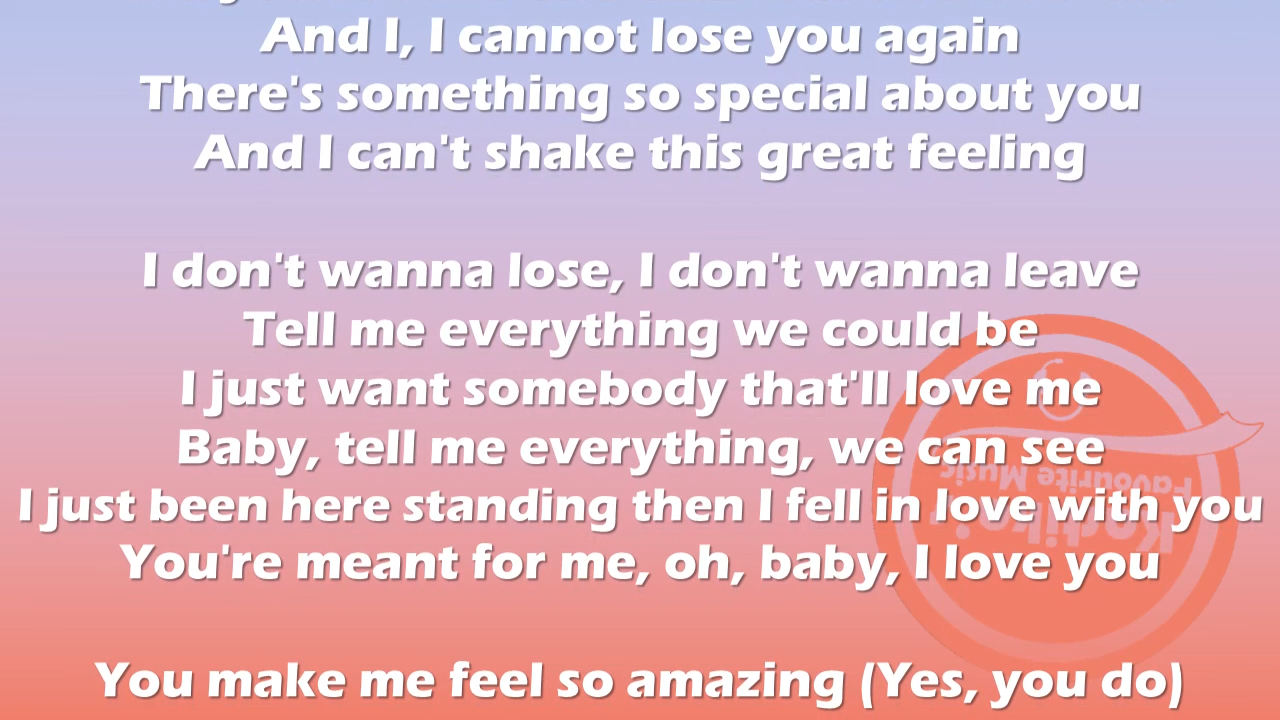 And I, I cannot lose you again
There's something so special about you
And I can't shake this great feeling
I don't wanna lose, I don't wanna leave
Tell me everything we could be
I just want somebody that'll love me
Baby, tell me everything, we can see
I just been here standing then I fell in love with you
You're meant for me, oh, baby, I love you
You make me feel so amazing (Yes, you do)
Favourite Music